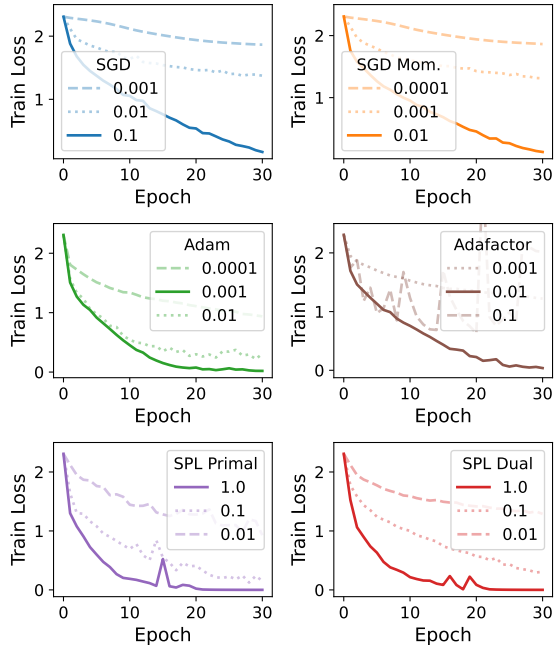 Train Loss
2
1
SGD
0.001
0.01
0.1
0 10 20 30
Epoch
Train Loss
2
1
SGD Mom.
0.0001
0.001
0.01
0 10 20 30
Epoch
Train Loss
2
1
0
Adam
0.0001
0.001
0.01
0 10 20 30
Epoch
Train Loss
2
1
0
Adafactor
0.001
0.01
0.1
0 10 20 30
Epoch
Train Loss
2
1
0
SPL Primal
1.0
0.1
0.01
0 10 20 30
Epoch
Train Loss
2
1
0
SPL Dual
1.0
0.1
0.01
0 10 20 30
Epoch